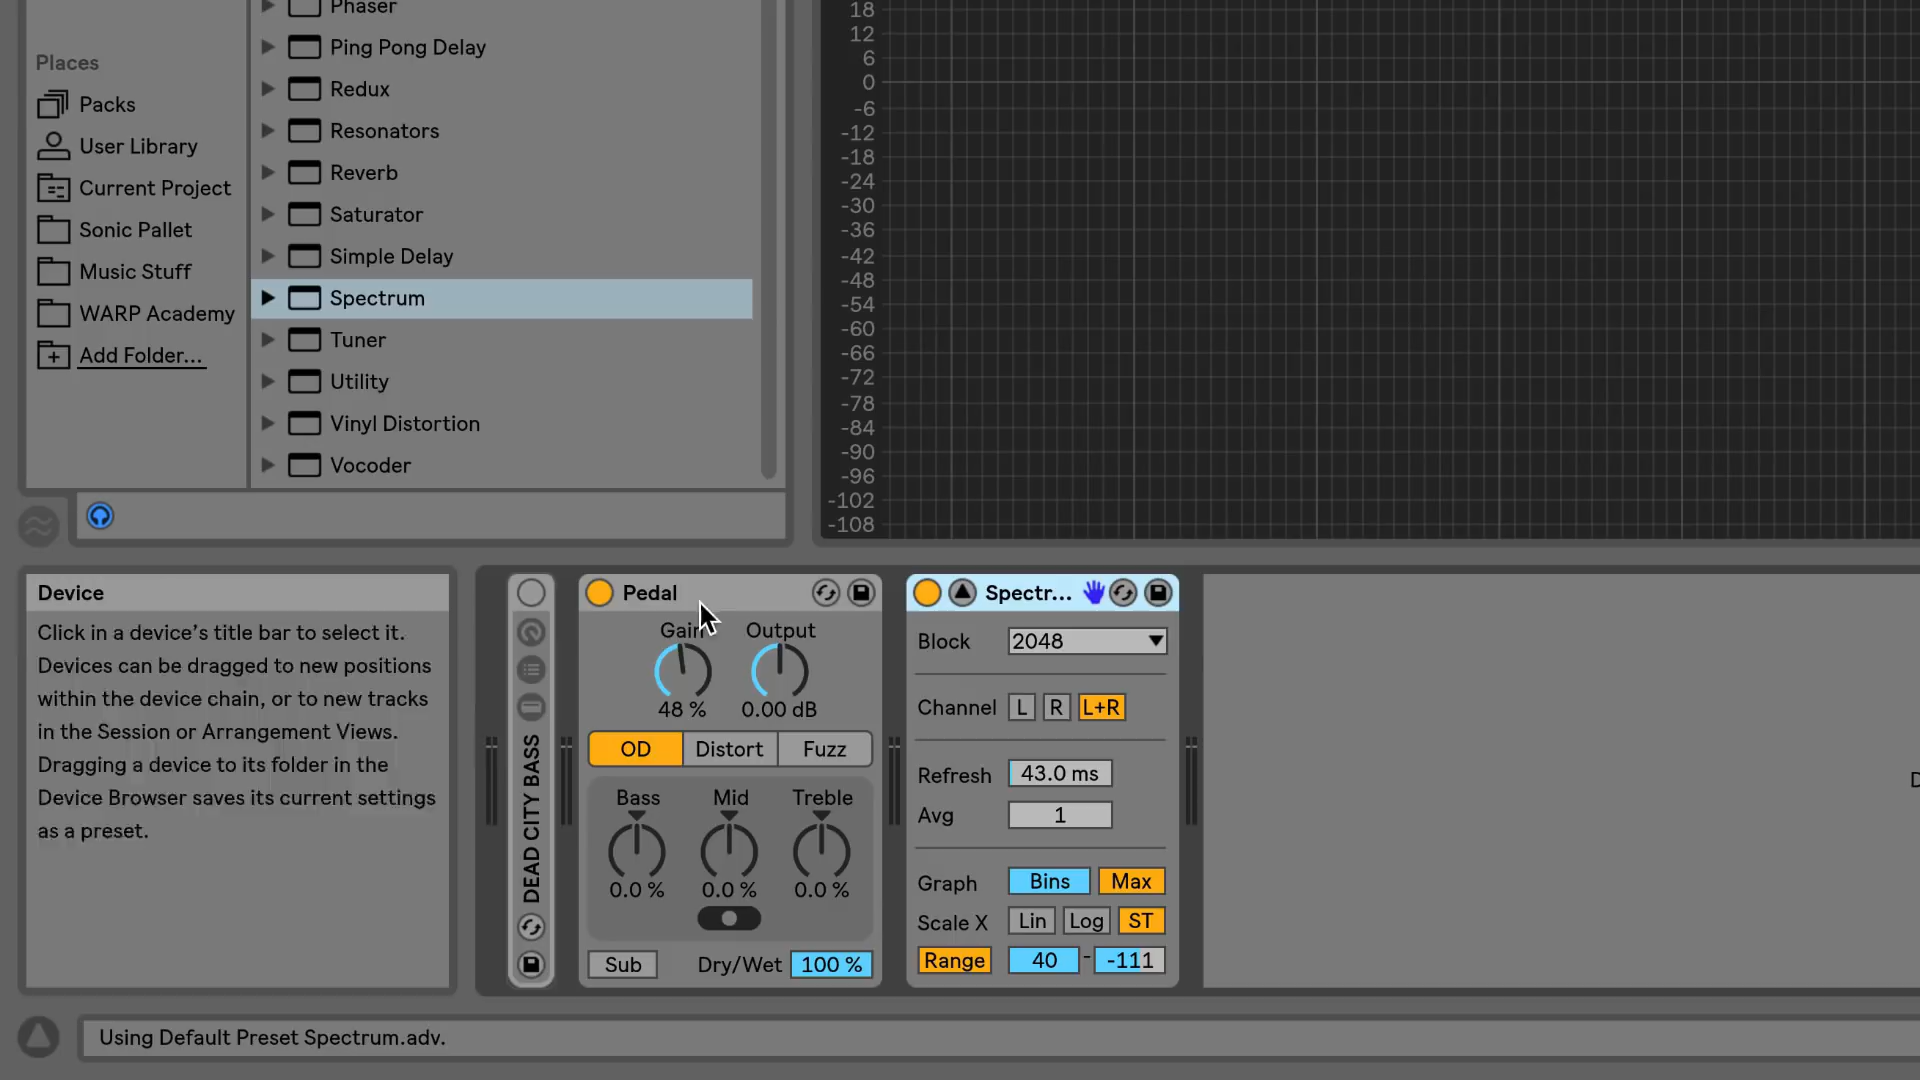 Places
Packs
User Library
Current Project
Sonic Pallet
Music Stuff
WARP Academy
Add Folder...
Phaser
Ping Pong Delay
Redux
Resonators
Reverb
Saturator
Simple Delay
Spectrum
Tuner
Utility
Vinyl Distortion
Vocoder
18
12
6
0
-6
-12
-18
-24
-30
-36
-42
-48
-54
-60
-66
-72
-78
-84
-90
-96
-102
-108
Device
Click in a device's title bar to select it.
Devices can be dragged to new positions
within the device chain, or to new tracks
in the Session or Arrangement Views.
Dragging a device to its folder in the
Device Browser saves its current settings
as a preset.
DEAD CITY BASS
Pedal
Gain Output
48 % 0.00 dB
OD Distort Fuzz
Bass Mid Treble
0.0 % 0.0 % 0.0 %
Sub Dry/Wet 100 %
Spectr...
Block 2048
Channel L R L+R
Refresh 43.0 ms
Avg 1
Graph Bins Max
Scale X Lin Log ST
Range 40 - -111
Using Default Preset Spectrum.adv.